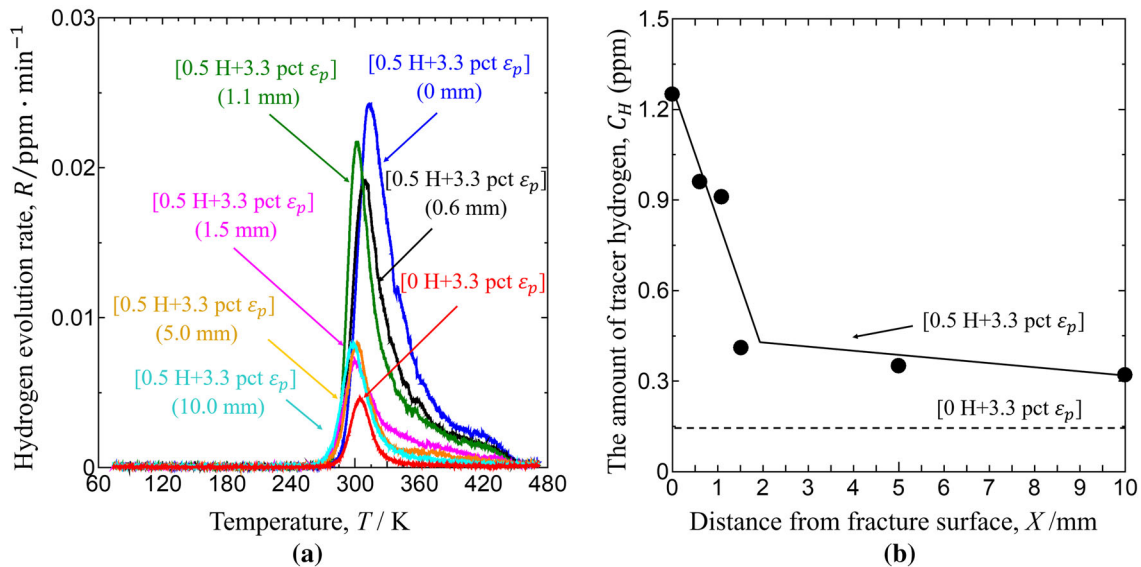 0.03
0.02
0.01
0
Hydrogen evolution rate, R/ppm · min⁻¹
[0.5 H+3.3 pct εp]
(1.1 mm)
[0.5 H+3.3 pct εp]
(0 mm)
[0.5 H+3.3 pct εp]
(0.6 mm)
[0.5 H+3.3 pct εp]
(1.5 mm)
[0 H+3.3 pct εp]
[0.5 H+3.3 pct εp]
(5.0 mm)
[0.5 H+3.3 pct εp]
(10.0 mm)
60 120 180 240 300 360 420 480
Temperature, T / K
(a)
1.5
1.2
0.9
0.6
0.3
0
The amount of tracer hydrogen, CH (ppm)
[0.5 H+3.3 pct εp]
[0 H+3.3 pct εp]
0 1 2 3 4 5 6 7 8 9 10
Distance from fracture surface, X /mm
(b)